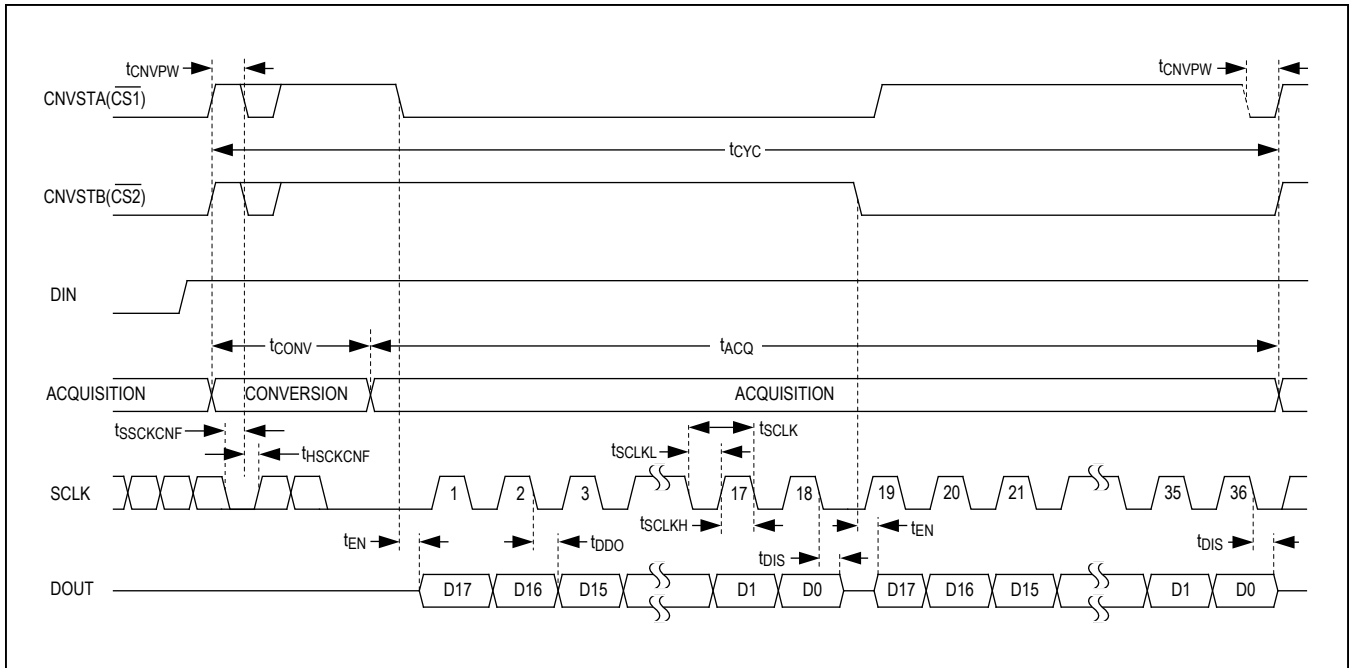 tCNVPW tCNVPW
CNVSTA(CS1)
tCYC
CNVSTB(CS2)
DIN
tCONV tACQ
ACQUISITION CONVERSION ACQUISITION
tSSCKCNF tHSCKCNF tSCLKL tSCLK
SCLK 1 2 3 17 18 19 20 21 35 36
tEN tDDO tSCLKH tDIS tEN tDIS
DOUT D17 D16 D15 D1 D0 D17 D16 D15 D1 D0